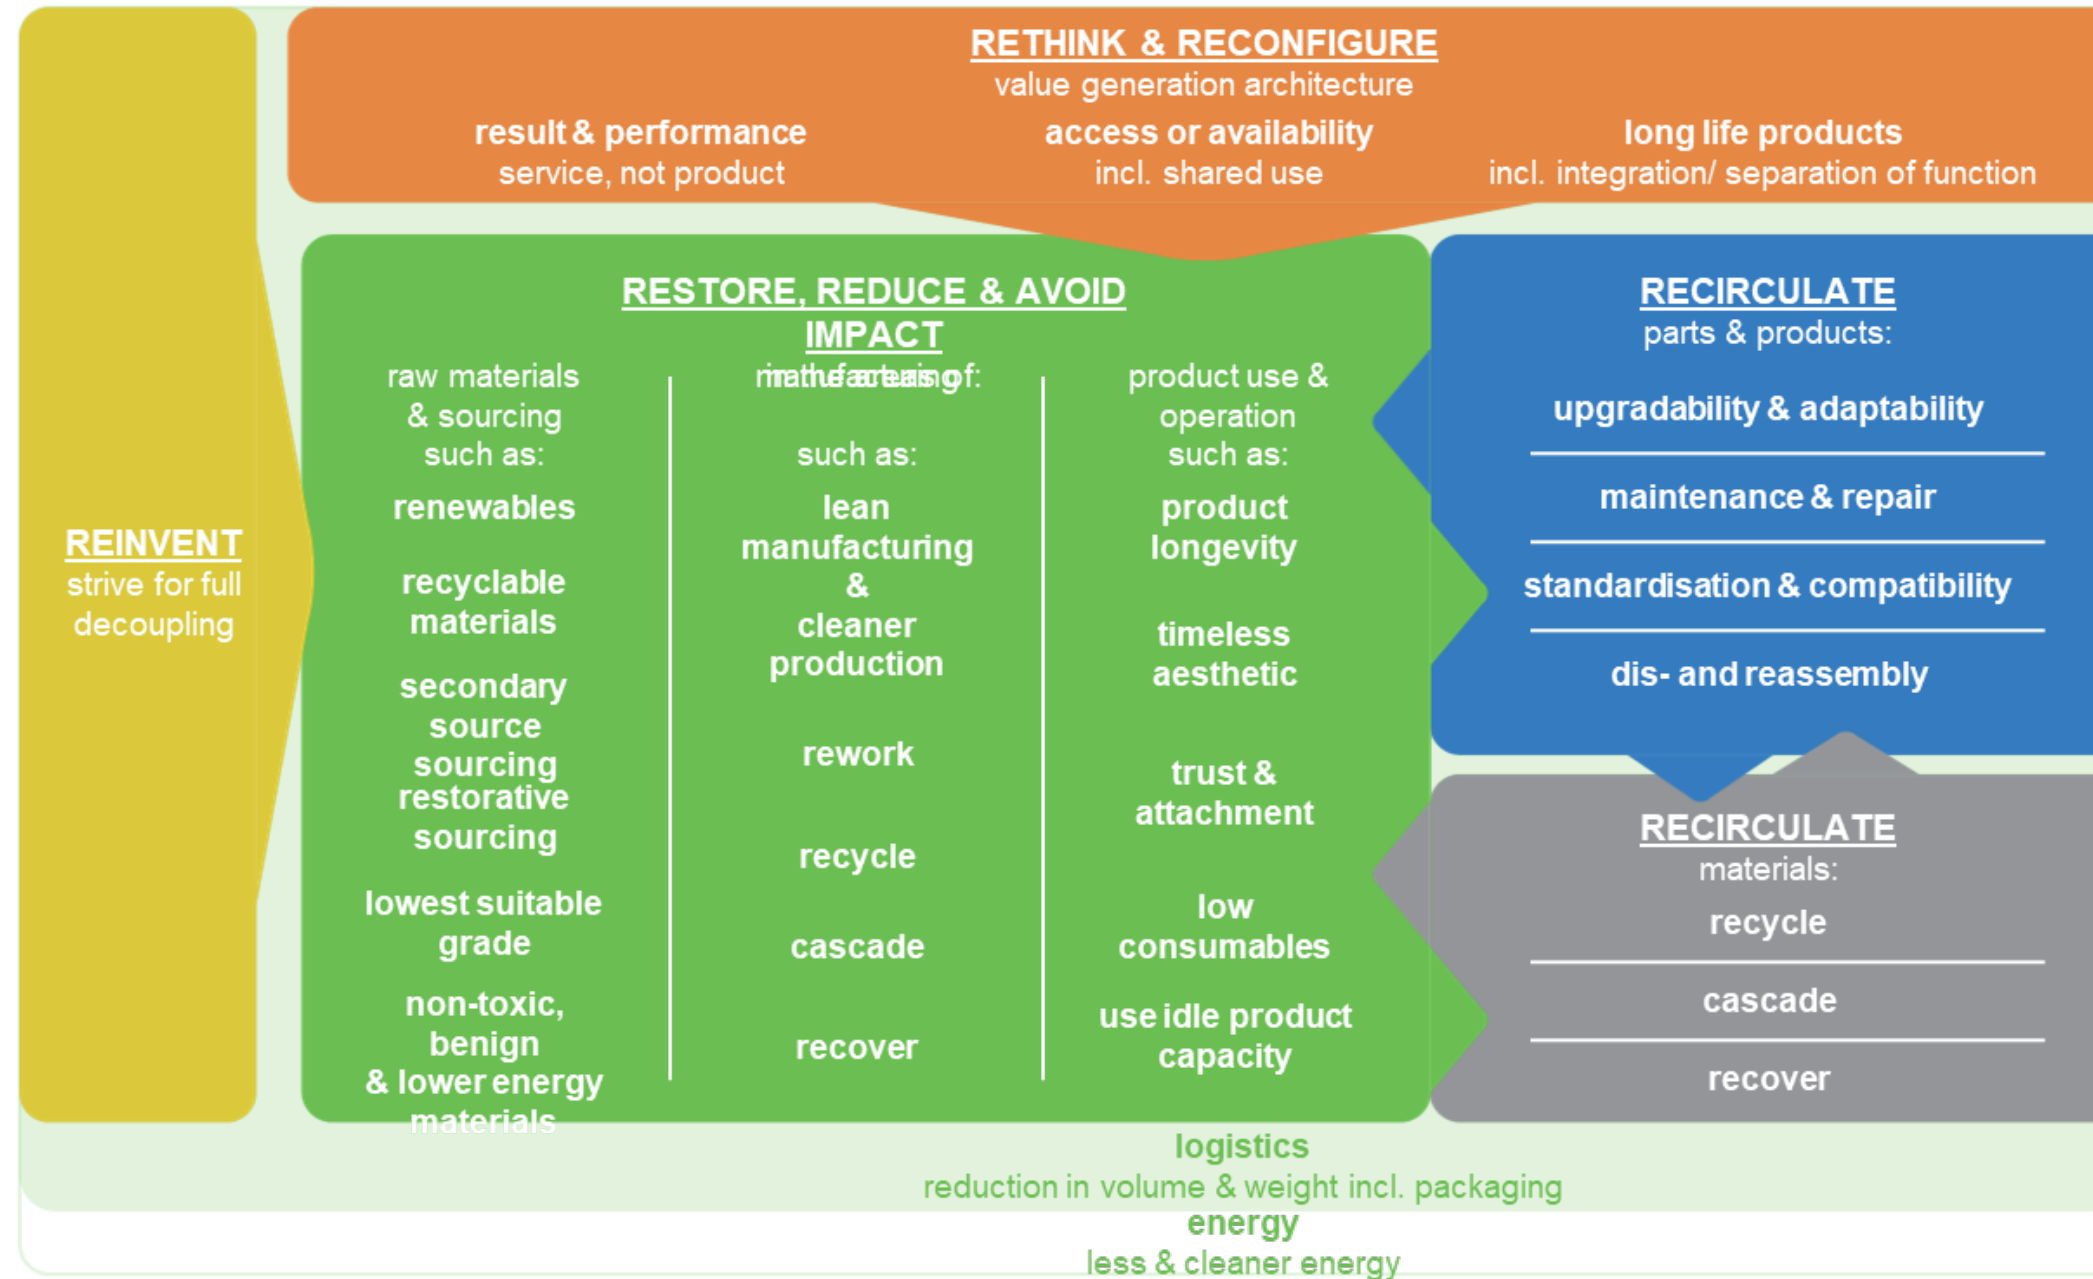 RETHINK & RECONFIGURE
value generation architecture
result & performance
service, not product
access or availability
incl. shared use
long life products
incl. integration/ separation of function
REINVENT
strive for full
decoupling
RESTORE, REDUCE & AVOID
IMPACT
in the areas of:
raw materials
& sourcing
such as:
renewables
recyclable
materials
secondary
source
sourcing
restorative
sourcing
lowest suitable
grade
non-toxic,
benign
& lower energy
materials
manufacturing
such as:
lean
manufacturing
&
cleaner
production
rework
recycle
cascade
recover
product use &
operation
such as:
product
longevity
timeless
aesthetic
trust &
attachment
low
consumables
use idle product
capacity
RECIRCULATE
parts & products:
upgradability & adaptability
maintenance & repair
standardisation & compatibility
dis- and reassembly
RECIRCULATE
materials:
recycle
cascade
recover
logistics
reduction in volume & weight incl. packaging
energy
less & cleaner energy